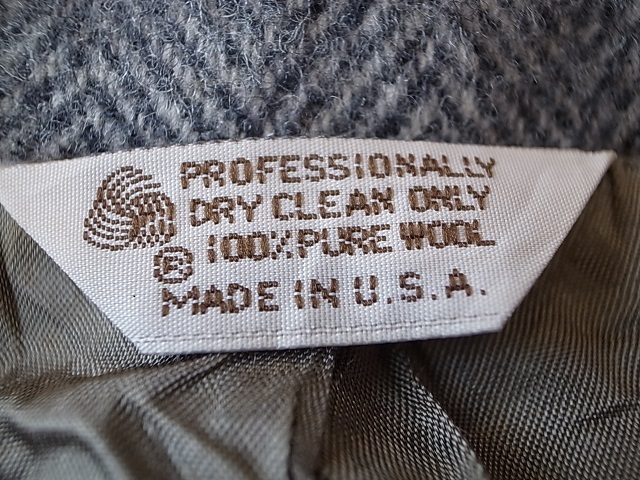 PROFESSIONALLY
DRY CLEAN ONLY
100% PURE WOOL
®
MADE IN U.S.A.